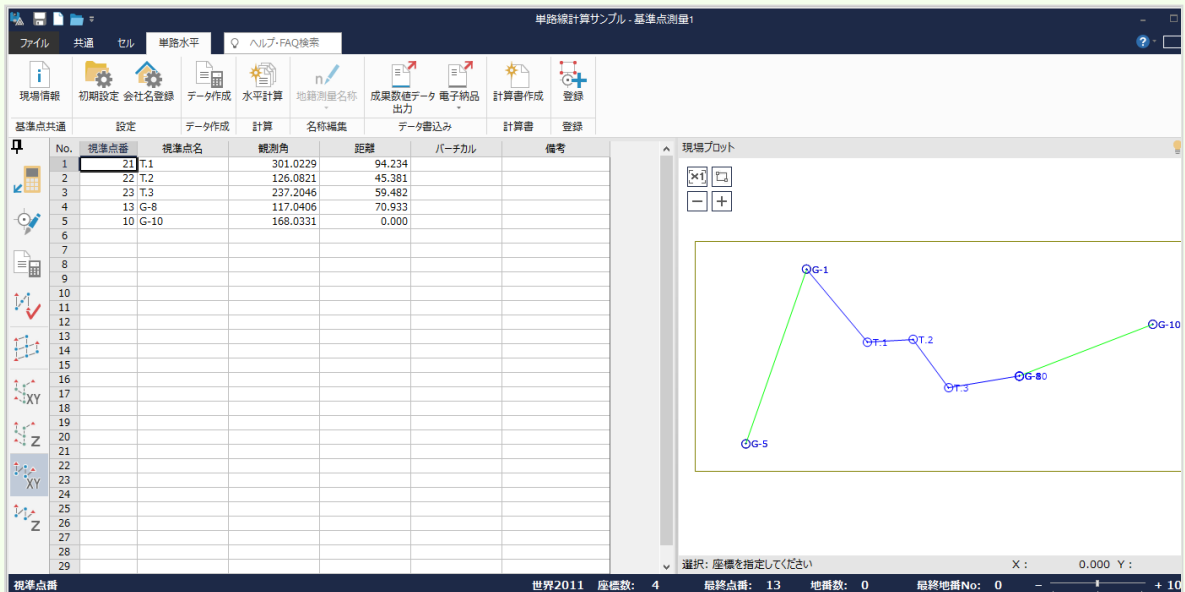 単路線計算サンプル - 基準点測量1
ファイル 共通 セル 単路水平 ヘルプ・FAQ検索
現場情報 初期設定 会社名登録 データ作成 水平計算 地籍測量名称 成果数値データ出力 電子納品 計算書作成 登録
基準点共通 設定 データ作成 計算 名称編集 データ書込み 計算書 登録
No. 視準点番 視準点名 観測角 距離 バーチカル 備考
1 21 T.1 301.0229 94.234
2 22 T.2 126.0821 45.381
3 23 T.3 237.2046 59.482
4 13 G-8 117.0406 70.933
5 10 G-10 168.0331 0.000
6
7
8
9
10
11
12
13
14
15
16
17
18
19
20
21
22
23
24
25
26
27
28
29
XY
Z
XY
Z
現場プロット
×1
G-1
G-10
T.1
T.2
T.3
G-5
選択: 座標を指定してください X : 0.000 Y :
視準点番 世界2011 座標数: 4 最終点番: 13 地番数: 0 最終地番No: 0 - + 10